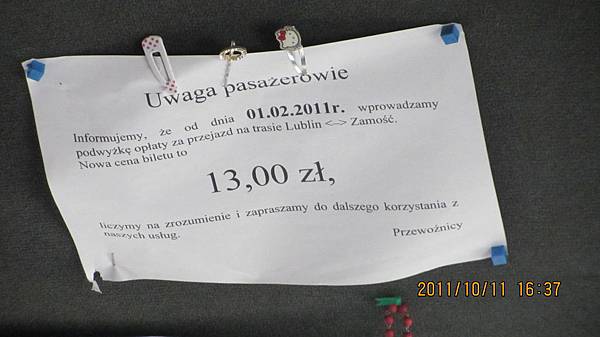 Uwaga pasażerowie
Informujemy, że od dnia 01.02.2011r. wprowadzamy
podwyżkę opłaty za przejazd na trasie Lublin <--> Zamość.
Nowa cena biletu to
13,00 zł,
liczymy na zrozumienie i zapraszamy do dalszego korzystania z
naszych usług.
Przewoźnicy
2011/10/11 16:37